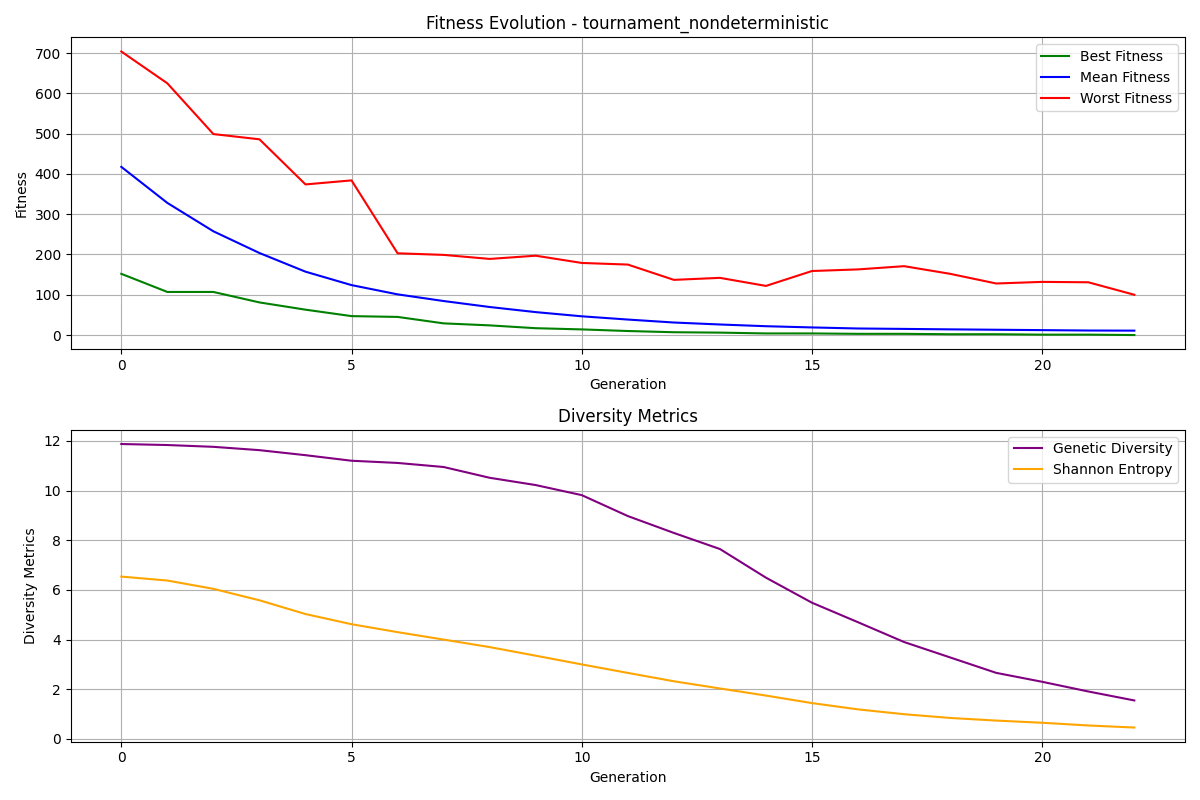 Fitness Evolution - tournament_nondeterministic
700
600
500
400
300
200
100
0
Fitness
Best Fitness
Mean Fitness
Worst Fitness
0 5 10 15 20
Generation
Diversity Metrics
12
10
8
6
4
2
0
Diversity Metrics
Genetic Diversity
Shannon Entropy
0 5 10 15 20
Generation